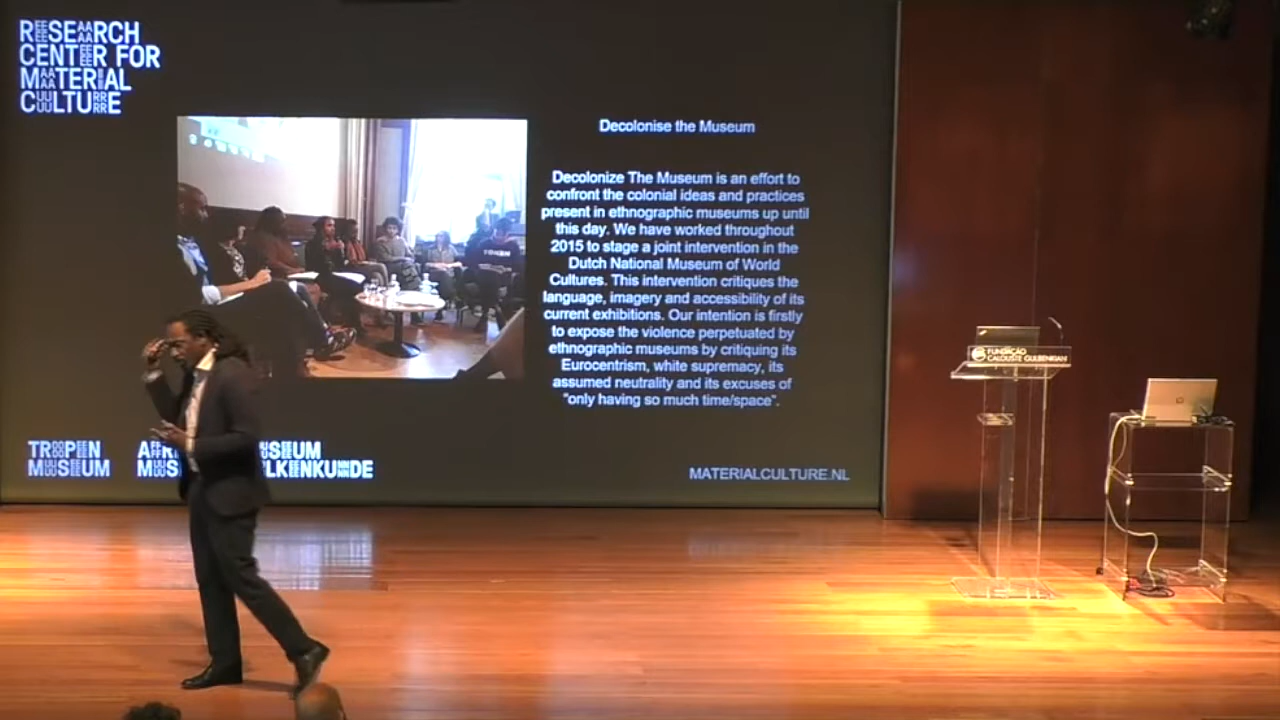 RESEARCH
CENTER FOR
MATERIAL
CULTURE
Decolonise the Museum
Decolonize The Museum is an effort to
confront the colonial ideas and practices
present in ethnographic museums up until
this day. We have worked throughout
2015 to stage a joint intervention in the
Dutch National Museum of World
Cultures. This intervention critiques the
language, imagery and accessibility of its
current exhibitions. Our intention is firstly
to expose the violence perpetuated by
ethnographic museums by critiquing its
Eurocentrism, white supremacy, its
assumed neutrality and its excuses of
"only having so much time/space".
TROPEN
MUSEUM
MATERIALCULTURE.NL
FUNDAÇÃO
CALOUSTE GULBENKIAN